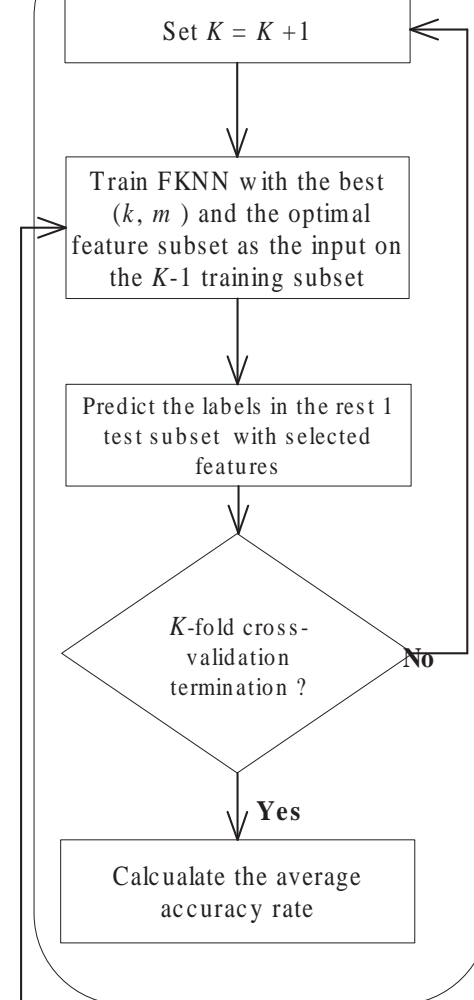 Set K = K +1
Train FKNN with the best
(k, m ) and the optimal
feature subset as the input on
the K-1 training subset
Predict the labels in the rest 1
test subset with selected
features
K-fold cross-
validation
termination ?
No
Yes
Calcualate the average
accuracy rate